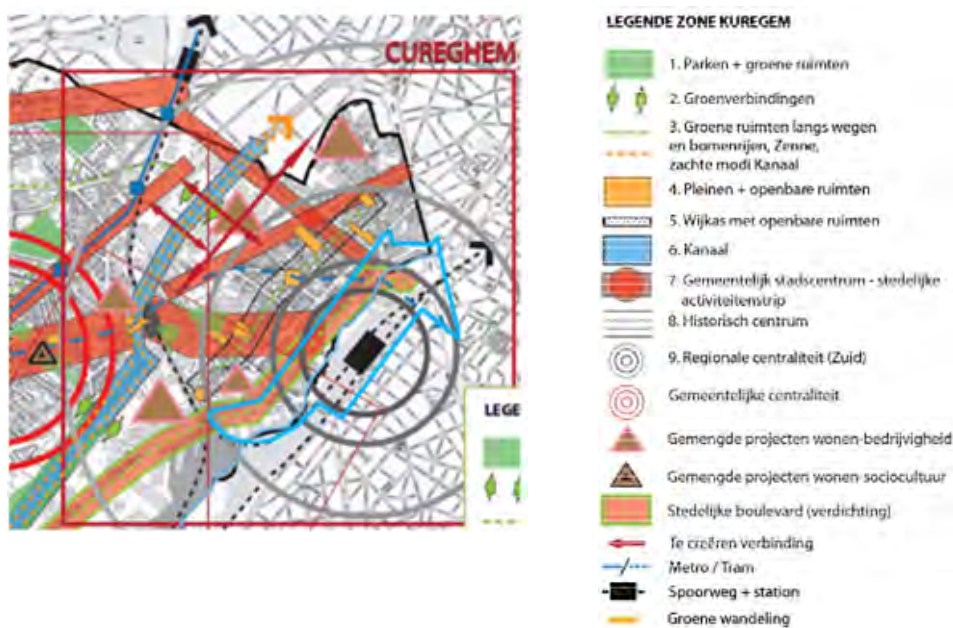 CUREGHEM
LEGE
LEGENDE ZONE KUREGEM
1. Parken + groene ruimten
2. Groenverbindingen
3. Groene ruimten langs wegen
en bomenrijen, Zenne,
zachte modi Kanaal
4. Pleinen + openbare ruimten
5. Wijkas met openbare ruimten
6. Kanaal
7. Gemeentelijk stadscentrum - stedelijke
activiteitenstrip
8. Historisch centrum
9. Regionale centraliteit (Zuid)
Gemeentelijke centraliteit
Gemengde projecten wonen-bedrijvigheid
Gemengde projecten wonen-sociocultuur
Stedelijke boulevard (verdichting)
Te creëren verbinding
Metro / Tram
Spoorweg + station
Groene wandeling